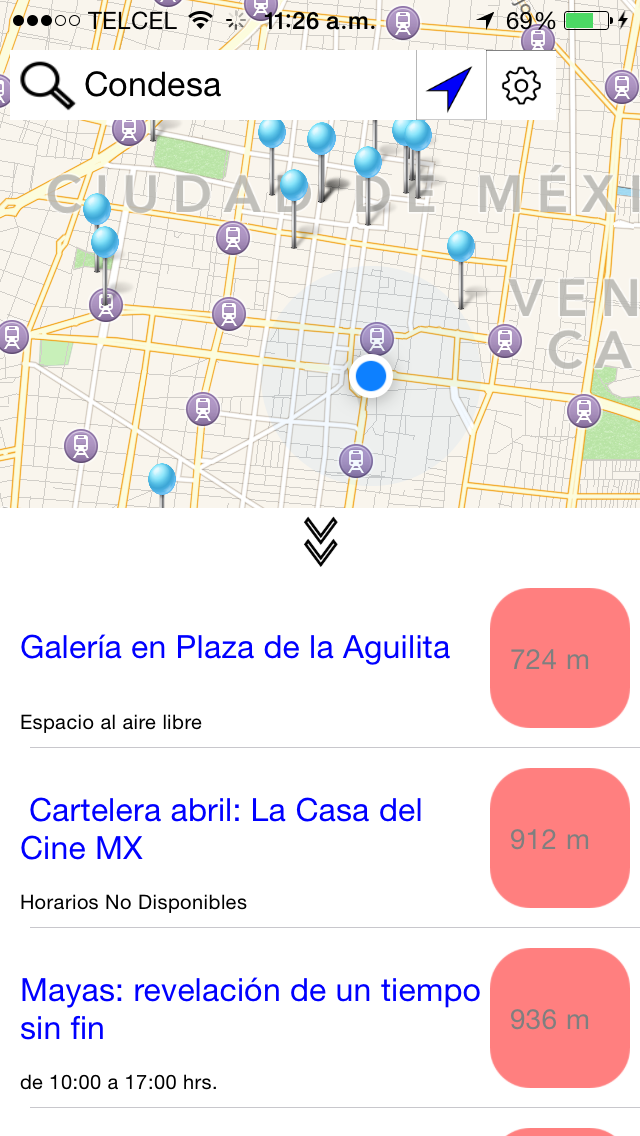 TELCEL 11:26 a.m. 69%
Condesa
CIUDAD DE MÉXI
VEN
CA
Galería en Plaza de la Aguilita
724 m
Espacio al aire libre
Cartelera abril: La Casa del
Cine MX
912 m
Horarios No Disponibles
Mayas: revelación de un tiempo
sin fin
936 m
de 10:00 a 17:00 hrs.